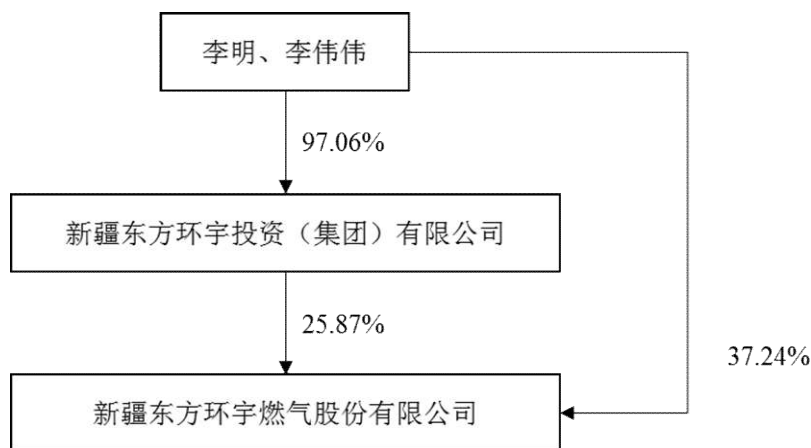 李明、李伟伟
97.06%
新疆东方环宇投资（集团）有限公司
25.87%
37.24%
新疆东方环宇燃气股份有限公司